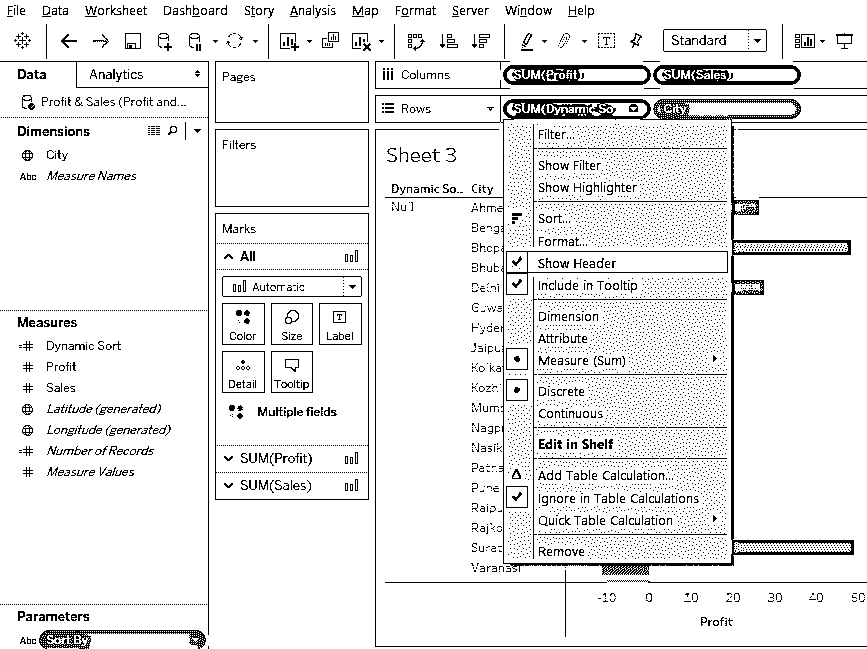 File Data Worksheet Dashboard Story Analysis Map Format Server Window Help
Standard
Data Analytics
Profit & Sales (Profit and...
Dimensions
City
Abc Measure Names
Measures
Dynamic Sort
Profit
Sales
Latitude (generated)
Longitude (generated)
Number of Records
Measure Values
Parameters
Abc Sort By
Pages
Filters
Marks
All
Automatic
Color Size Label
Detail Tooltip
Multiple fields
SUM(Profit)
SUM(Sales)
Columns SUM(Profit) SUM(Sales)
Rows SUM(Dynamic So.. City
Sheet 3
Dynamic So.. City
Null Ahme
Benga
Bhopa
Bhuba
Delhi
Guwa
Hyder
Jaipu
Kolka
Kozhi
Mumb
Nagpu
Nasik
Patna
Pune
Raipu
Rajko
Surat
Varanasi
Filter...
Show Filter
Show Highlighter
Sort...
Format...
Show Header
Include in Tooltip
Dimension
Attribute
Measure (Sum)
Discrete
Continuous
Edit in Shelf
Add Table Calculation...
Ignore in Table Calculations
Quick Table Calculation
Remove
-10 0 10 20 30 40 50
Profit